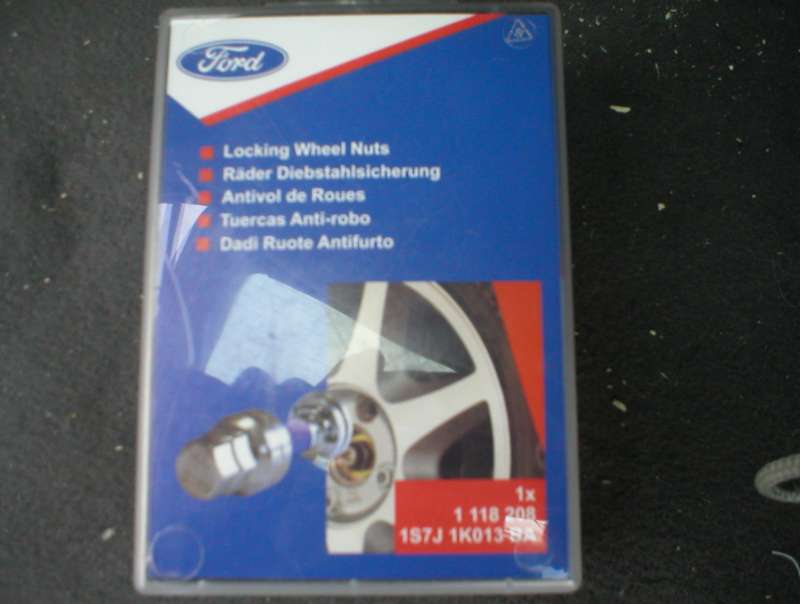 Ford
Locking Wheel Nuts
Räder Diebstahlsicherung
Antivol de Roues
Tuercas Anti-robo
Dadi Ruote Antifurto
1x
1 118 208
1S7J 1K013 BA